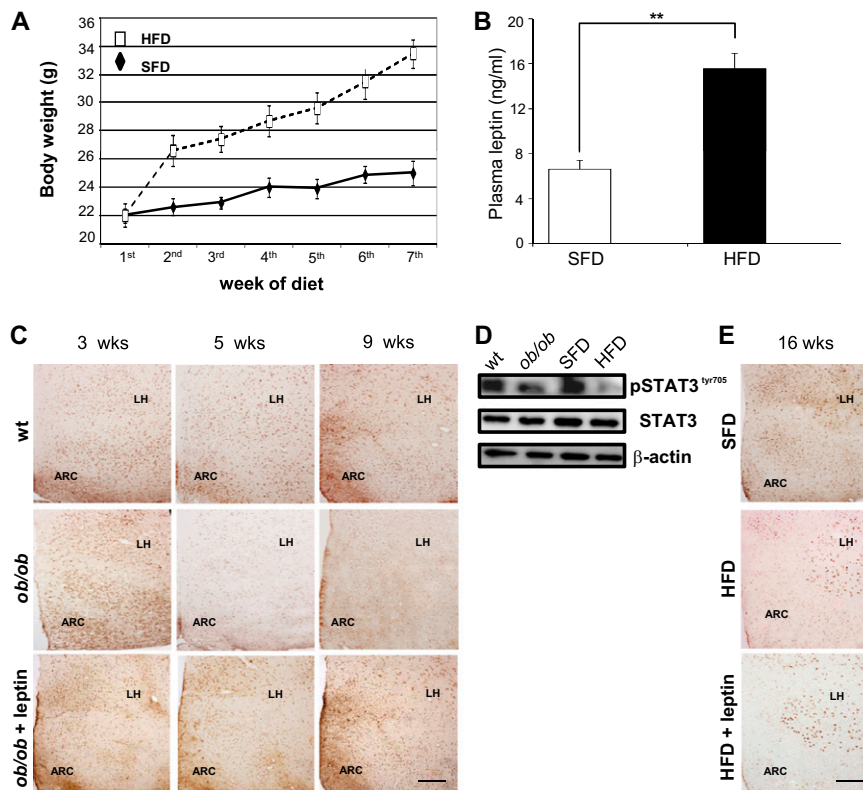 A
Body weight (g)
36
34
32
30
28
26
24
22
20
HFD
SFD
1st 2nd 3rd 4th 5th 6th 7th
week of diet
B
Plasma leptin (ng/ml)
20
16
12
8
4
0
**
SFD HFD
C
3 wks 5 wks 9 wks
wt
LH LH LH
ARC ARC ARC
ob/ob
LH LH LH
ARC ARC ARC
ob/ob + leptin
LH LH LH
ARC ARC ARC
D
wt ob/ob SFD HFD
pSTAT3 tyr705
STAT3
β-actin
E
16 wks
SFD
LH
ARC
HFD
LH
ARC
HFD + leptin
LH
ARC